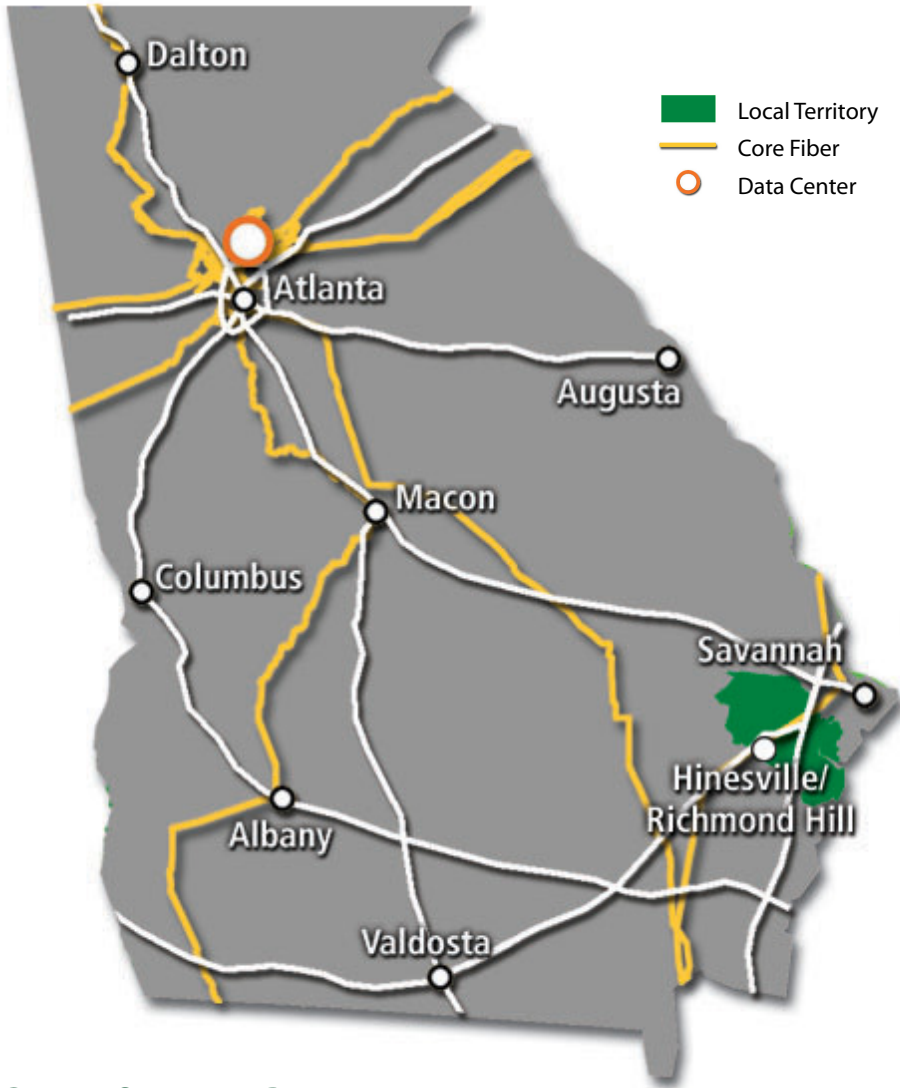 Dalton
Local Territory
Core Fiber
Data Center
Atlanta
Augusta
Macon
Columbus
Savannah
Hinesville/
Richmond Hill
Albany
Valdosta